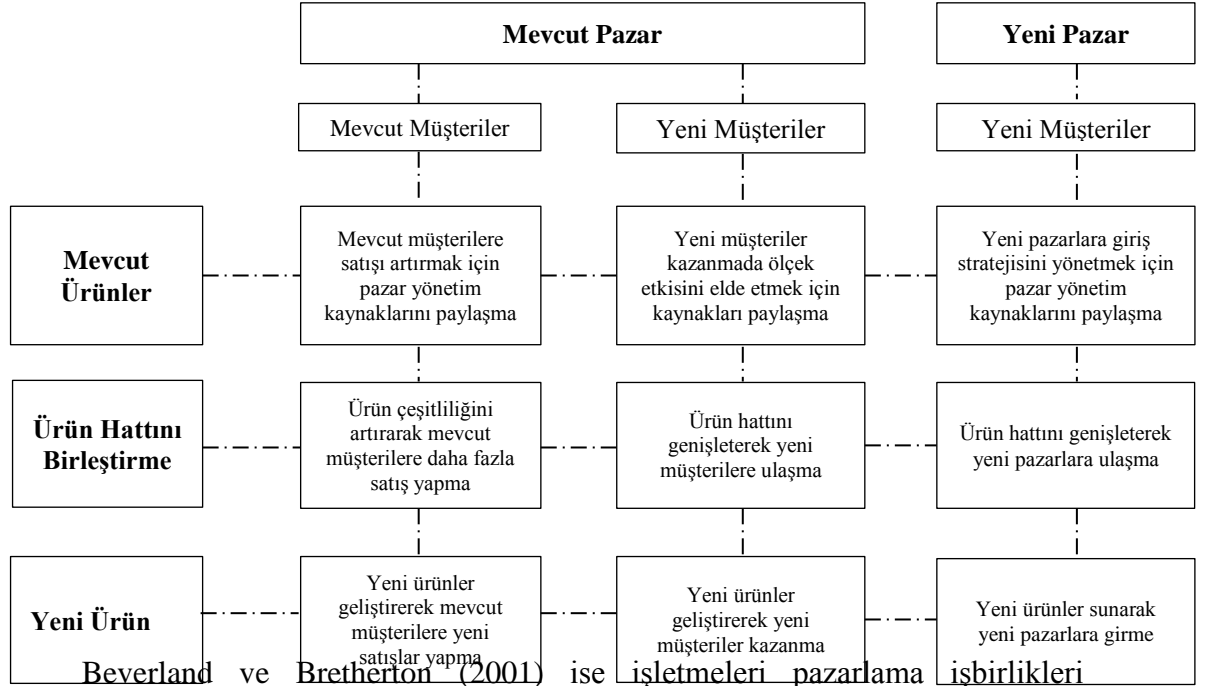 Mevcut Pazar
Yeni Pazar
Mevcut Müşteriler
Yeni Müşteriler
Yeni Müşteriler
Mevcut
Ürünler
Mevcut müşterilere
satışı artırmak için
pazar yönetim
kaynaklarını paylaşma
Yeni müşteriler
kazanmada ölçek
etkisini elde etmek için
kaynakları paylaşma
Yeni pazarlara giriş
stratejisini yönetmek için
pazar yönetim
kaynaklarını paylaşma
Ürün Hattını
Birleştirme
Ürün çeşitliliğini
artırarak mevcut
müşterilere daha fazla
satış yapma
Ürün hattını
genişleterek yeni
müşterilere ulaşma
Ürün hattını genişleterek
yeni pazarlara ulaşma
Yeni Ürün
Yeni ürünler
geliştirerek mevcut
müşterilere yeni
satışlar yapma
Yeni ürünler
geliştirerek yeni
müşteriler kazanma
Yeni ürünler sunarak
yeni pazarlara girme
Beverland ve Bretherton (2001) ise işletmeleri pazarlama işbirlikleri